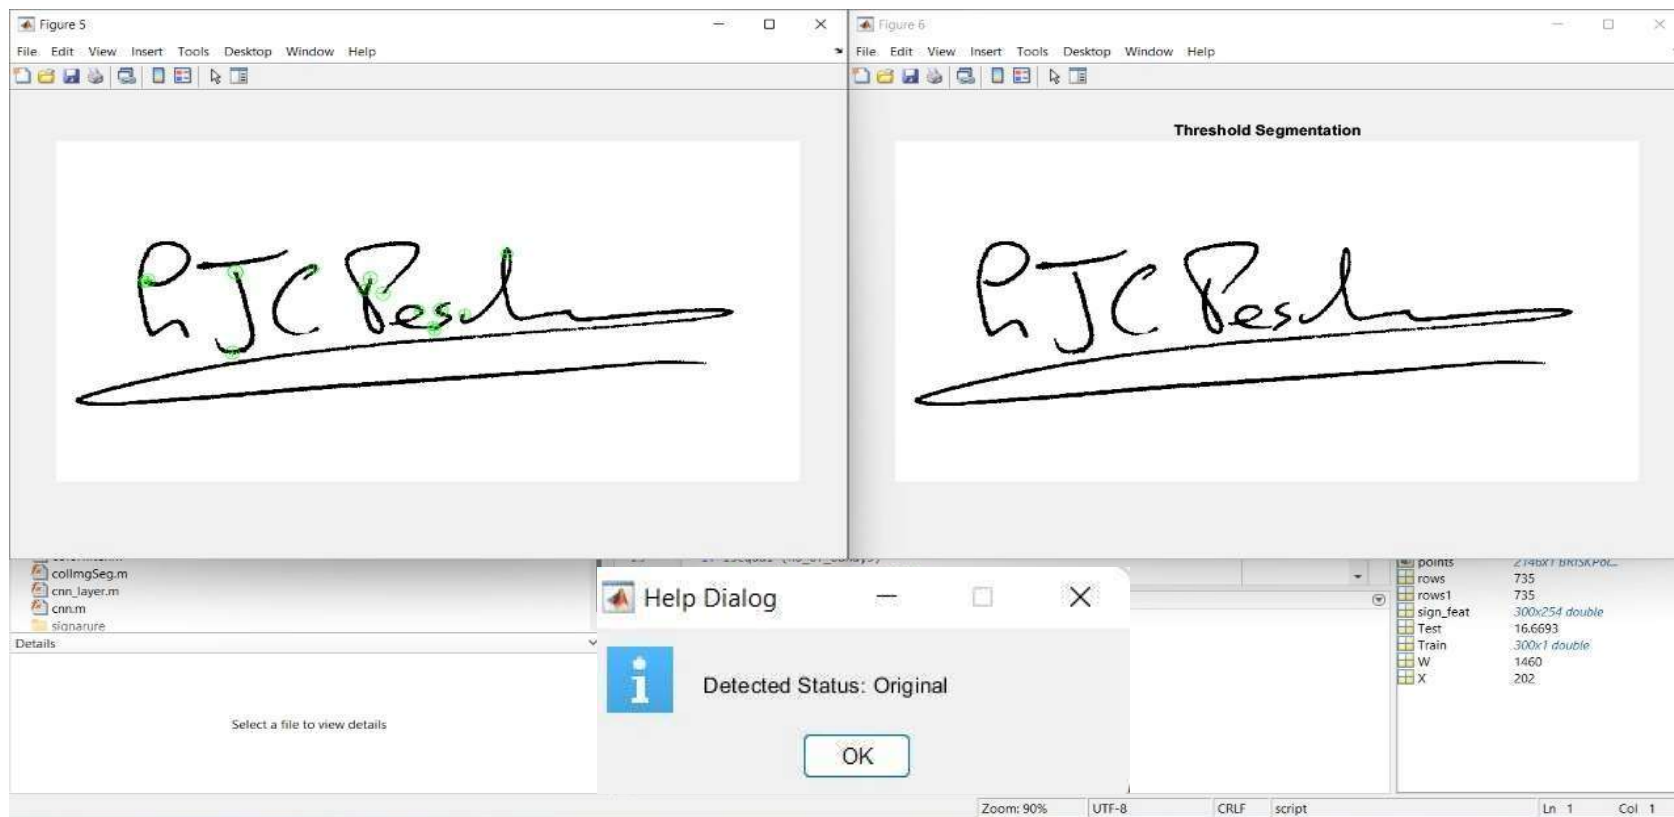 Figure 5
File Edit View Insert Tools Desktop Window Help
Figure 6
File Edit View Insert Tools Desktop Window Help
Threshold Segmentation
collmgSeg.m
cnn_layer.m
cnn.m
signarure
Details
Select a file to view details
Help Dialog
Detected Status: Original
OK
points 2146x1 BRISKPoi...
rows 735
rows1 735
sign_feat 300x254 double
Test 16.6693
Train 300x1 double
W 1460
X 202
Zoom: 90% UTF-8 CRLF script Ln 1 Col 1